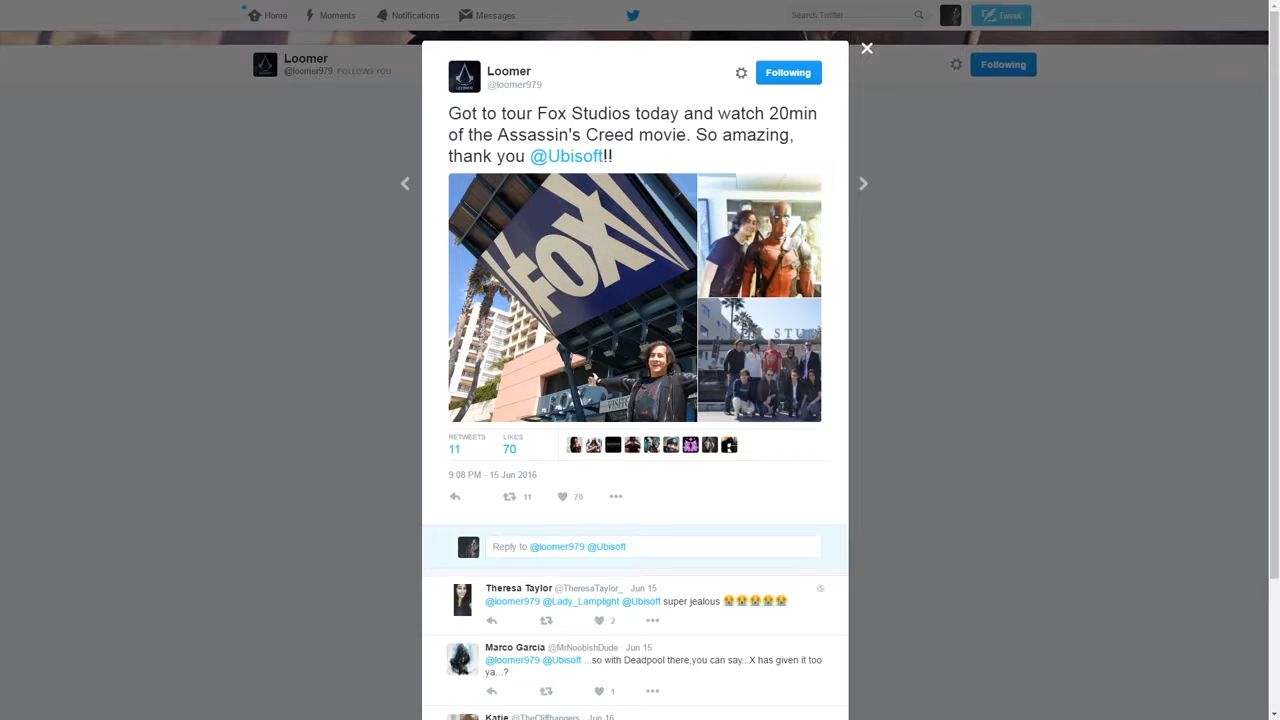 Home
Moments
Notifications
Messages
Search Twitter
Tweet
Loomer
@loomer979 FOLLOWS YOU
Following
Loomer
@loomer979
Following
Got to tour Fox Studios today and watch 20min
of the Assassin's Creed movie. So amazing,
thank you @Ubisoft!!
FOX
RETWEETS
11
LIKES
70
9:08 PM - 15 Jun 2016
11
70
Reply to @loomer979 @Ubisoft
Theresa Taylor @TheresaTaylor_ Jun 15
@loomer979 @Lady_Lamplight @Ubisoft super jealous 😭😭😭😭😭
2
Marco Garcia @MrNoobishDude Jun 15
@loomer979 @Ubisoft ...so with Deadpool there,you can say...X has given it too
ya...?
1
Katie @TheCliffhangers Jun 16